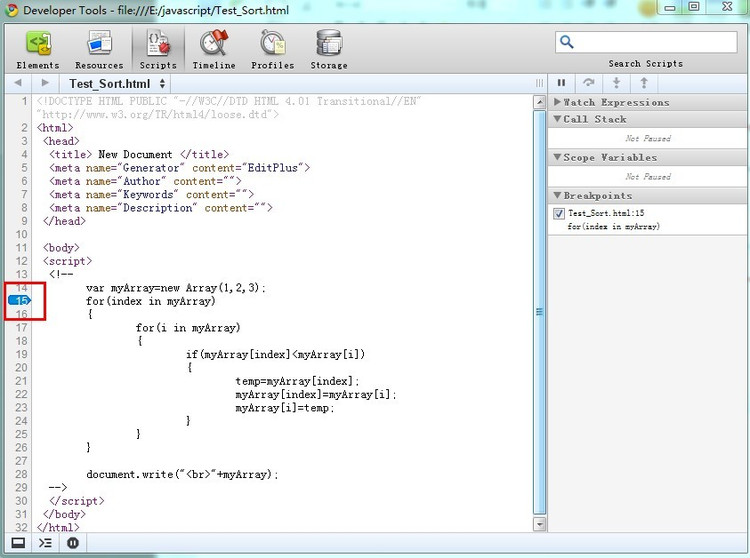 Developer Tools - file:///E:/javascript/Test_Sort.html
Elements Resources Scripts Timeline Profiles Storage
Search Scripts
Test_Sort.html
1 <!DOCTYPE HTML PUBLIC "-//W3C//DTD HTML 4.01 Transitional//EN"
"http://www.w3.org/TR/html4/loose.dtd">
2 <html>
3 <head>
4 <title> New Document </title>
5 <meta name="Generator" content="EditPlus">
6 <meta name="Author" content="">
7 <meta name="Keywords" content="">
8 <meta name="Description" content="">
9 </head>
10
11 <body>
12 <script>
13 <!--
14 var myArray=new Array(1,2,3);
15 for(index in myArray)
16 {
17 for(i in myArray)
18 {
19 if(myArray[index]<myArray[i])
20 {
21 temp=myArray[index];
22 myArray[index]=myArray[i];
23 myArray[i]=temp;
24 }
25 }
26 }
27
28 document.write("<br>"+myArray);
29 -->
30 </script>
31 </body>
32 </html>
Watch Expressions
Call Stack
Not Paused
Scope Variables
Not Paused
Breakpoints
Test_Sort.html:15
for(index in myArray)